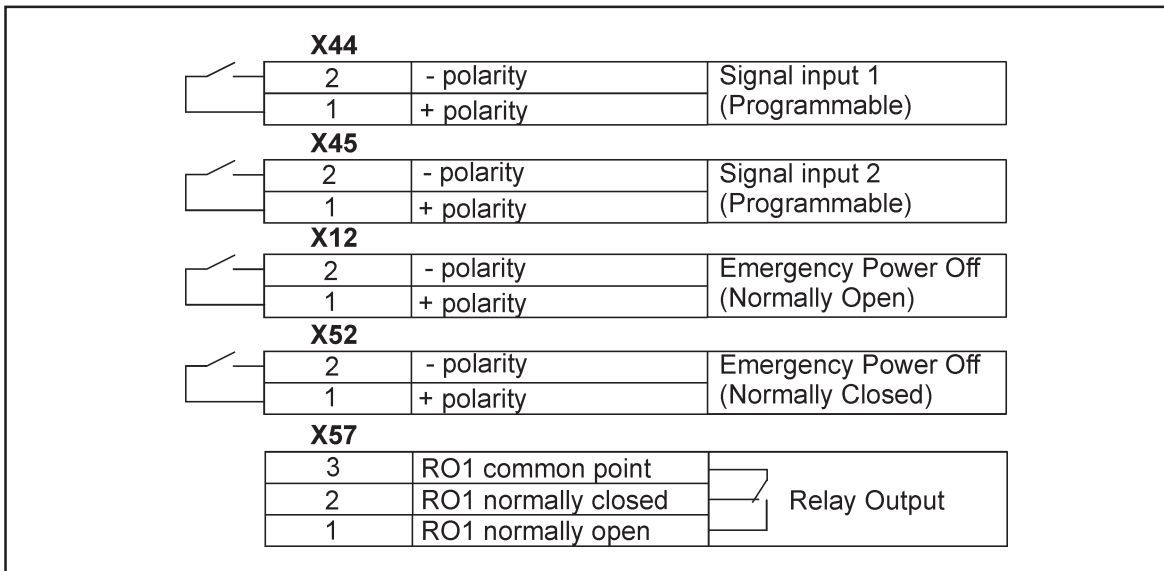 X44
2 - polarity Signal input 1
1 + polarity (Programmable)
X45
2 - polarity Signal input 2
1 + polarity (Programmable)
X12
2 - polarity Emergency Power Off
1 + polarity (Normally Open)
X52
2 - polarity Emergency Power Off
1 + polarity (Normally Closed)
X57
3 RO1 common point
2 RO1 normally closed Relay Output
1 RO1 normally open